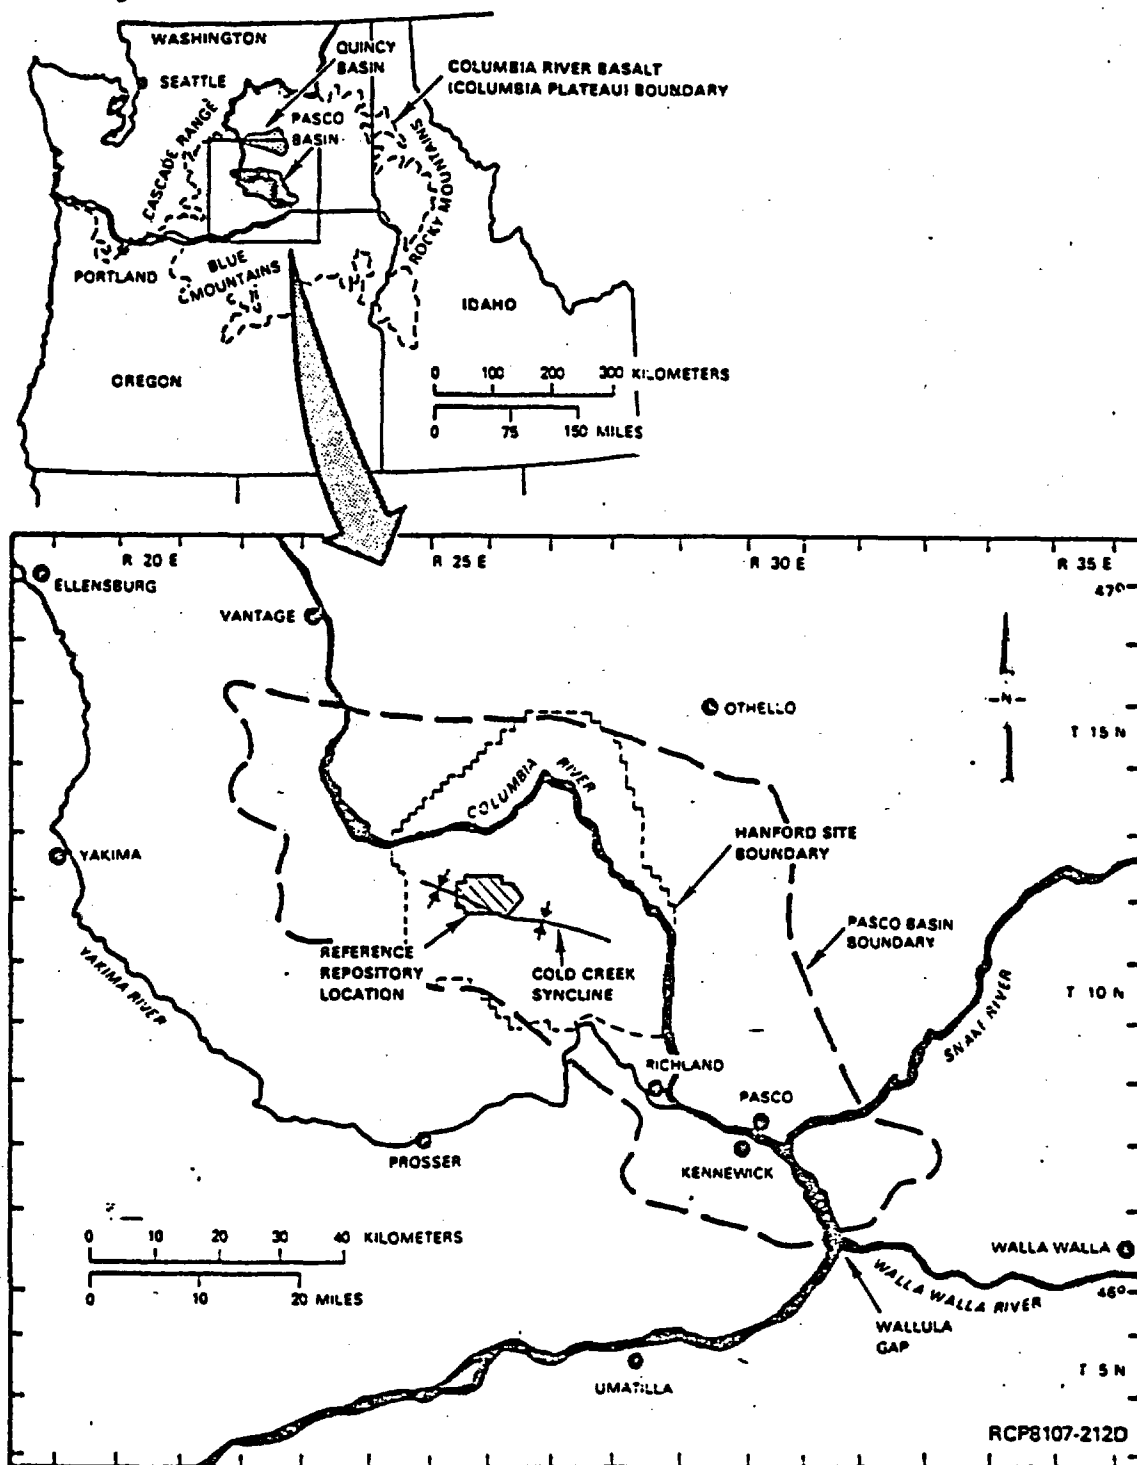 WASHINGTON
QUINCY
BASIN
SEATTLE
COLUMBIA RIVER BASALT
(COLUMBIA PLATEAU) BOUNDARY
PASCO
BASIN
CASCADE RANGE
ROCKY MOUNTAINS
PORTLAND
BLUE
MOUNTAINS
IDAHO
OREGON
0 100 200 300 KILOMETERS
0 75 150 MILES
R 20 E R 25 E R 30 E R 35 E
ELLENSBURG
47°
VANTAGE
N
OTHELLO
T 15 N
COLUMBIA RIVER
HANFORD SITE
BOUNDARY
YAKIMA
PASCO BASIN
BOUNDARY
REFERENCE
REPOSITORY
LOCATION
COLD CREEK
SYNCLINE
YAKIMA RIVER
T 10 N
SNAKE RIVER
RICHLAND
PASCO
PROSSER
KENNEWICK
0 10 20 30 40 KILOMETERS
0 10 20 MILES
WALLA WALLA
WALLA WALLA RIVER
46°
WALLULA
GAP
T 5 N
UMATILLA
RCP8107-212D